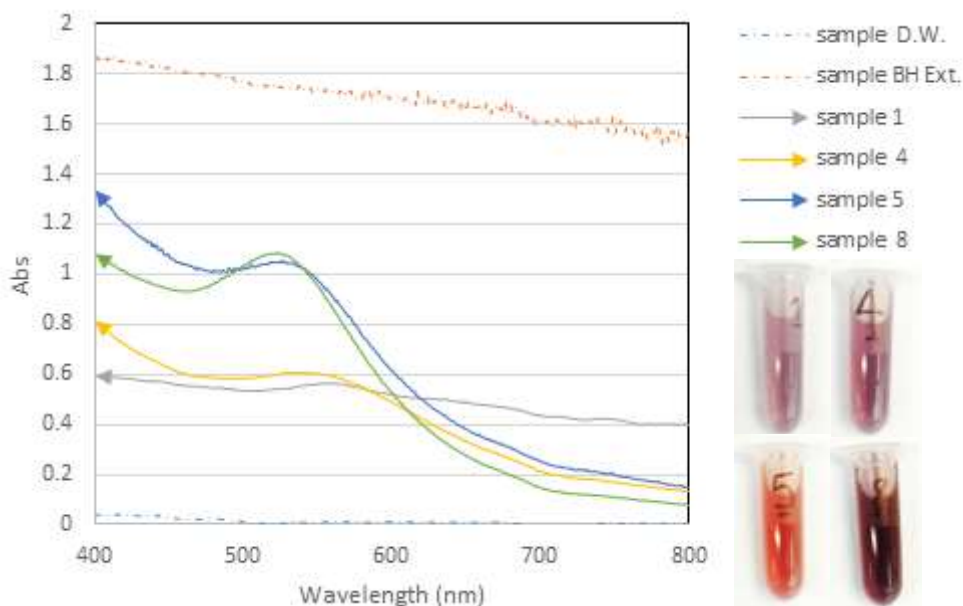 2
1.8
1.6
1.4
1.2
1
0.8
0.6
0.4
0.2
0
Abs
400 500 600 700 800
Wavelength (nm)
sample D.W.
sample BH Ext.
sample 1
sample 4
sample 5
sample 8
4
5